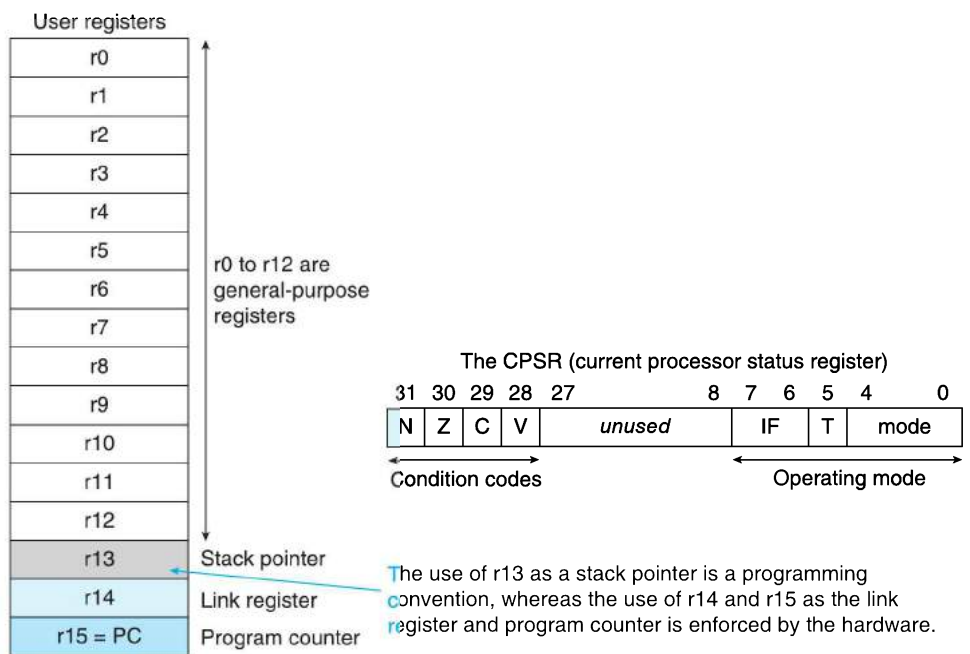 User registers
r0
r1
r2
r3
r4
r5
r6
r7
r8
r9
r10
r11
r12
r13
r14
r15 = PC
r0 to r12 are
general-purpose
registers
Stack pointer
Link register
Program counter
The CPSR (current processor status register)
31 30 29 28 27 8 7 6 5 4 0
N Z C V unused IF T mode
Condition codes Operating mode
The use of r13 as a stack pointer is a programming
convention, whereas the use of r14 and r15 as the link
register and program counter is enforced by the hardware.